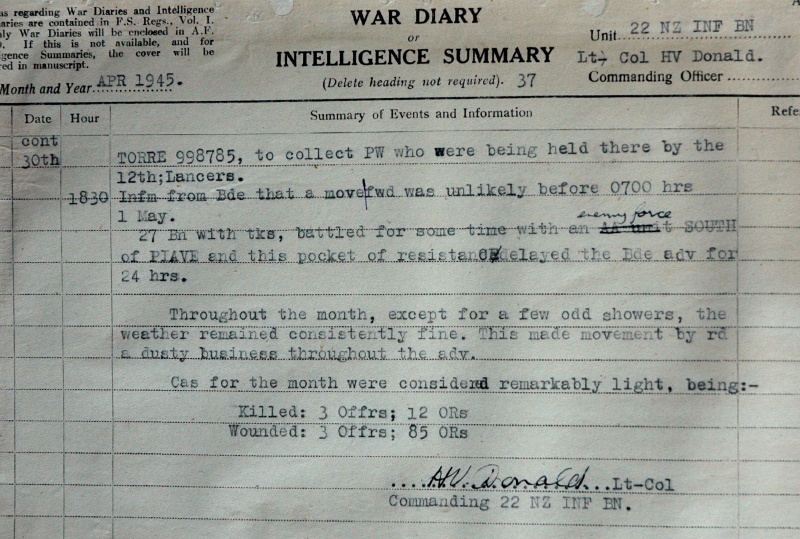 as regarding War Diaries and Intelligence
aries are contained in F.S. Regs., Vol. I.
ly War Diaries will be enclosed in A.F.
If this is not available, and for
gence Summaries, the cover will be
red in manuscript.
Month and Year APR 1945.
WAR DIARY
or
INTELLIGENCE SUMMARY
(Delete heading not required). 37
Unit 22 NZ INF BN
Lt- Col HV Donald.
Commanding Officer
Date Hour Summary of Events and Information Refe
cont
30th TORRE 998785, to collect PW who were being held there by the
12th;Lancers.
1830 Infm from Bde that a move fwd was unlikely before 0700 hrs
1 May.
enemy force
27 Bn with tks, battled for some time with an AA unit SOUTH
of PIAVE and this pocket of resistance delayed the Bde adv for
24 hrs.
Throughout the month, except for a few odd showers, the
weather remained consistently fine. This made movement by rd
a dusty business throughout the adv.
Cas for the month were considerd remarkably light, being:-
Killed: 3 Offrs; 12 ORs
Wounded: 3 Offrs; 85 ORs
....H.V. Donald...Lt-Col
Commanding 22 NZ INF BN.